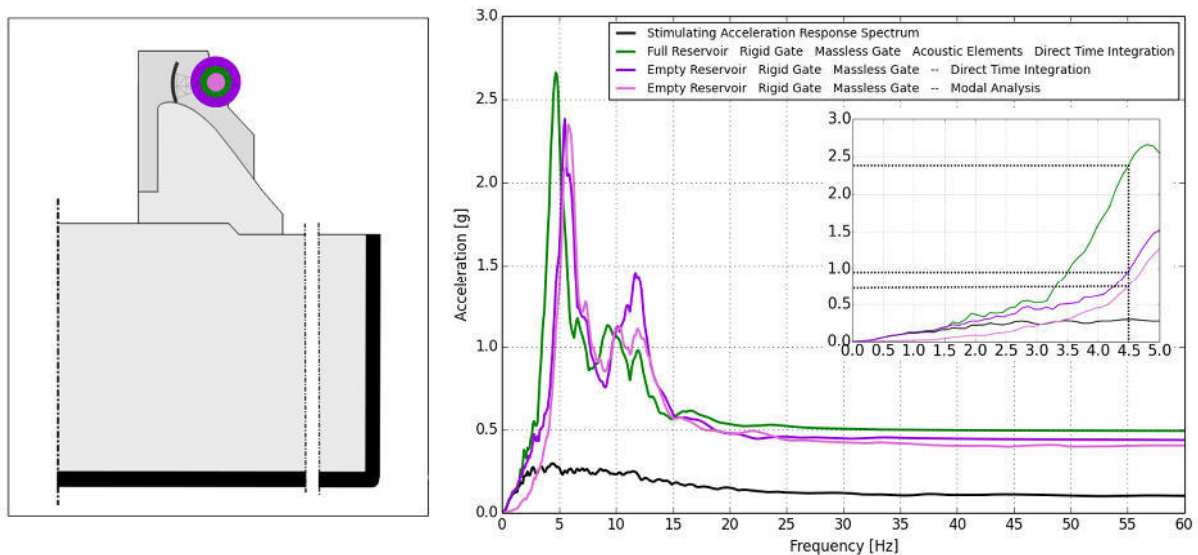 3.0
2.5
2.0
1.5
1.0
0.5
0.0
Acceleration [g]
Stimulating Acceleration Response Spectrum
Full Reservoir Rigid Gate Massless Gate Acoustic Elements Direct Time Integration
Empty Reservoir Rigid Gate Massless Gate -- Direct Time Integration
Empty Reservoir Rigid Gate Massless Gate -- Modal Analysis
3.0
2.5
2.0
1.5
1.0
0.5
0.0
0.0 0.5 1.0 1.5 2.0 2.5 3.0 3.5 4.0 4.5 5.0
0 5 10 15 20 25 30 35 40 45 50 55 60
Frequency [Hz]